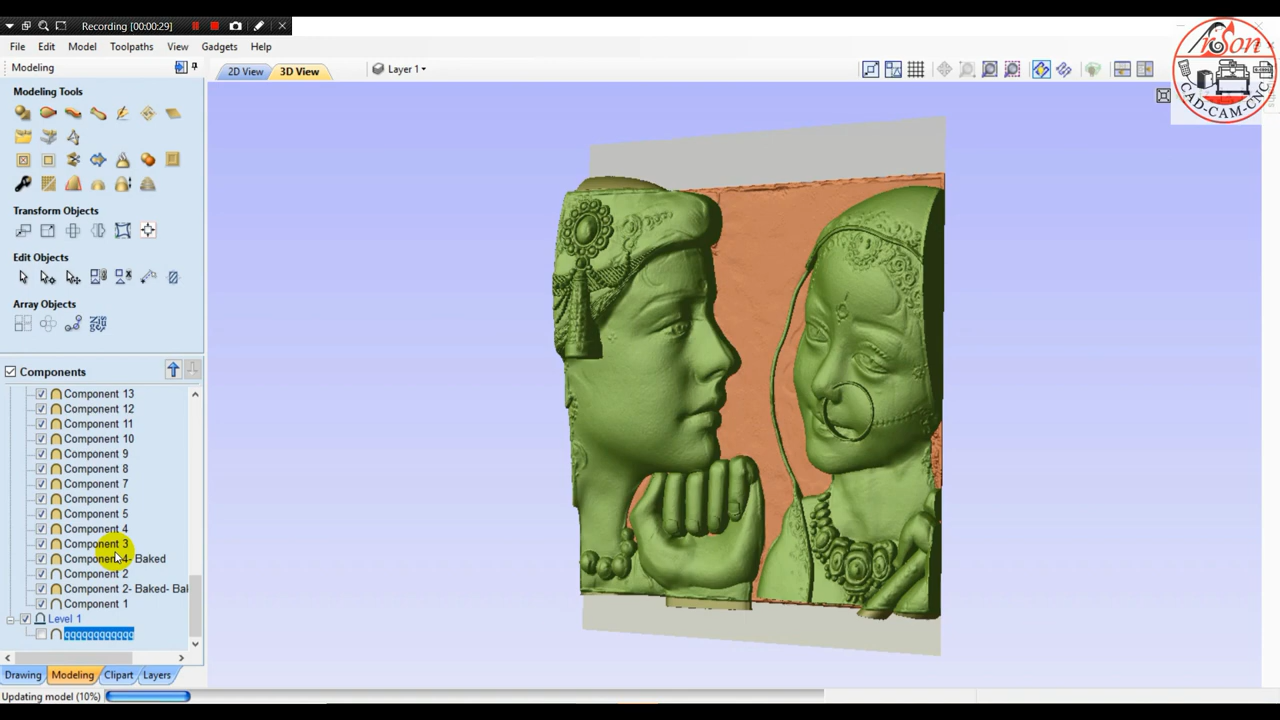 Recording [00:00:29]
File Edit Model Toolpaths View Gadgets Help
Modeling
2D View 3D View Layer 1
Modeling Tools
Transform Objects
Edit Objects
Array Objects
Components
Component 13
Component 12
Component 11
Component 10
Component 9
Component 8
Component 7
Component 6
Component 5
Component 4
Component 3
Component 4- Baked
Component 2
Component 2- Baked- Bak
Component 1
Level 1
Drawing Modeling Clipart Layers
Updating model (10%)
CAD-CAM-CNC